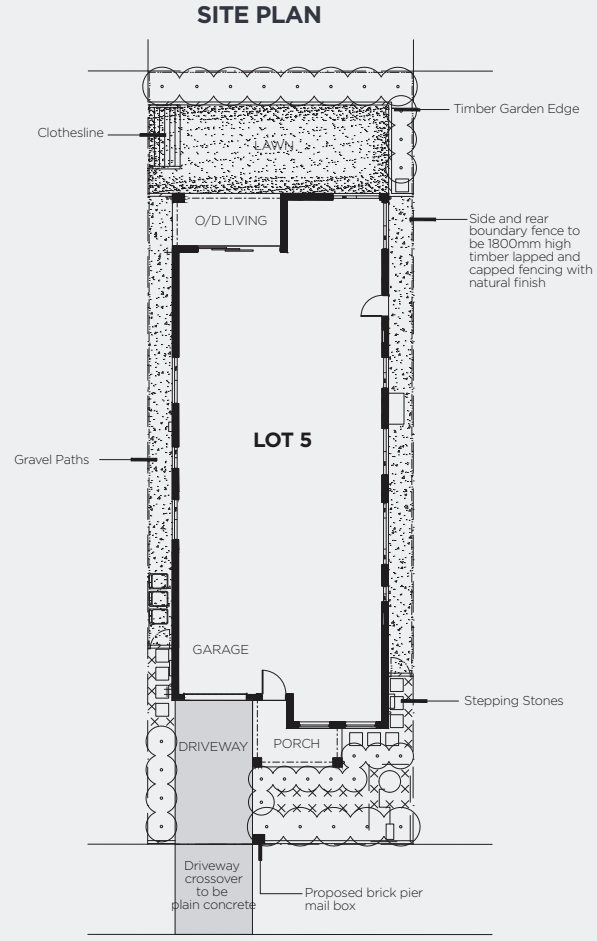 SITE PLAN
Timber Garden Edge
Clothesline
LAWN
O/D LIVING
Side and rear
boundary fence to
be 1800mm high
timber lapped and
capped fencing with
natural finish
LOT 5
Gravel Paths
GARAGE
Stepping Stones
DRIVEWAY
PORCH
Driveway
crossover
to be
plain concrete
Proposed brick pier
mail box